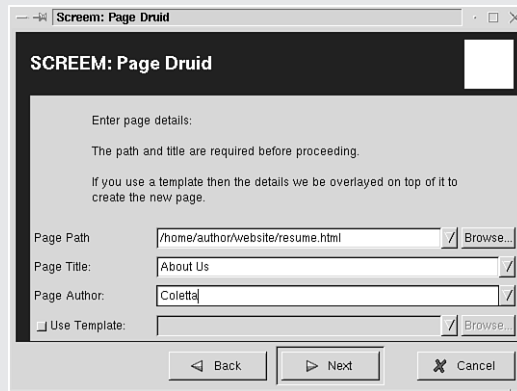 Screem: Page Druid
SCREEM: Page Druid
Enter page details:
The path and title are required before proceeding.
If you use a template then the details we be overlayed on top of it to
create the new page.
Page Path /home/author/website/resume.html Browse...
Page Title: About Us
Page Author: Coletta
Use Template: Browse...
Back Next Cancel